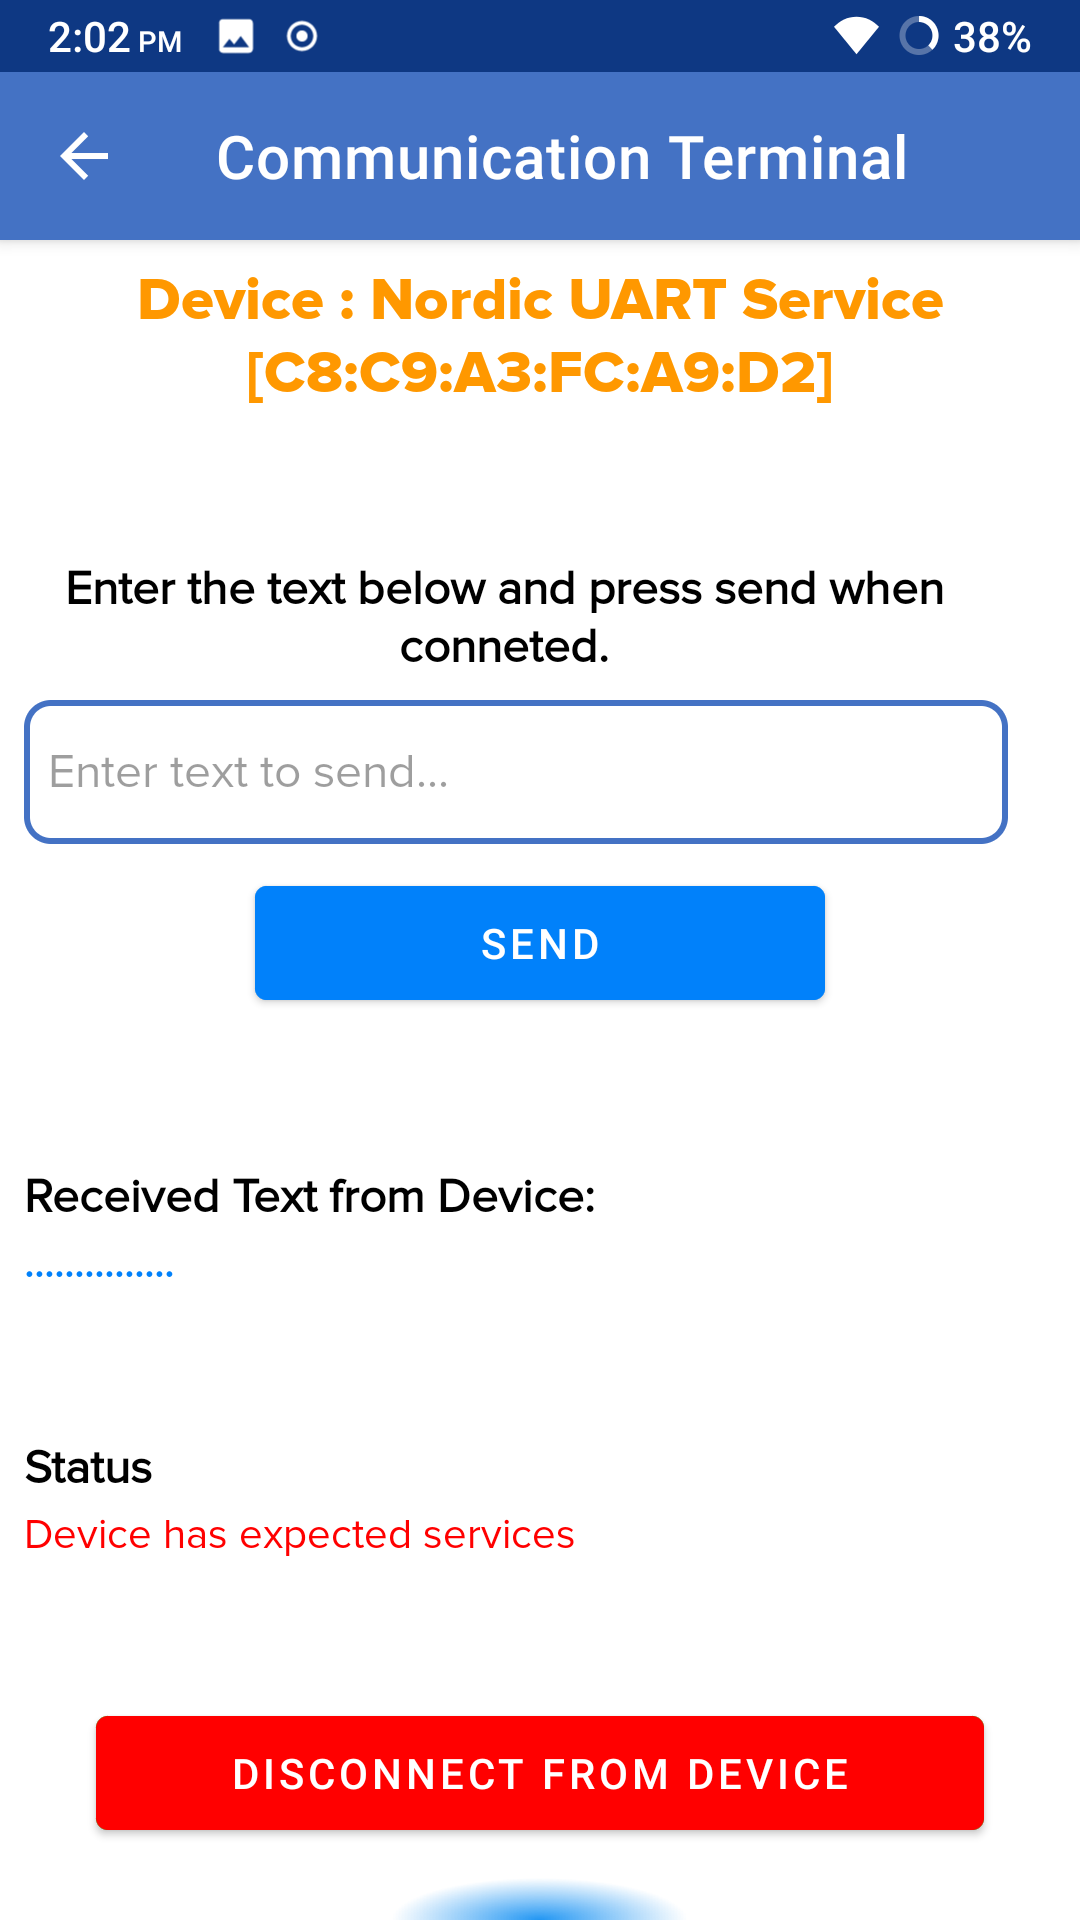 2:02 PM 38%
Communication Terminal
Device : Nordic UART Service
[C8:C9:A3:FC:A9:D2]
Enter the text below and press send when
conneted.
Enter text to send...
SEND
Received Text from Device:
...............
Status
Device has expected services
DISCONNECT FROM DEVICE